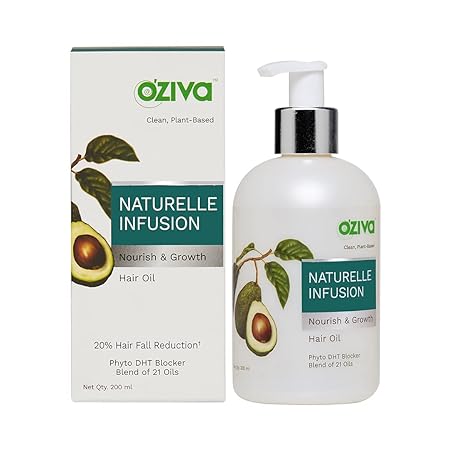 OZIVA™
Clean, Plant-Based
NATURELLE
INFUSION
Nourish & Growth
Hair Oil
20% Hair Fall Reduction†
Phyto DHT Blocker
Blend of 21 Oils
Net Qty. 200 ml
OZIVA
Clean, Plant-Based
NATURELLE
INFUSION
Nourish & Growth
Hair Oil
Phyto DHT Blocker
Blend of 21 Oils